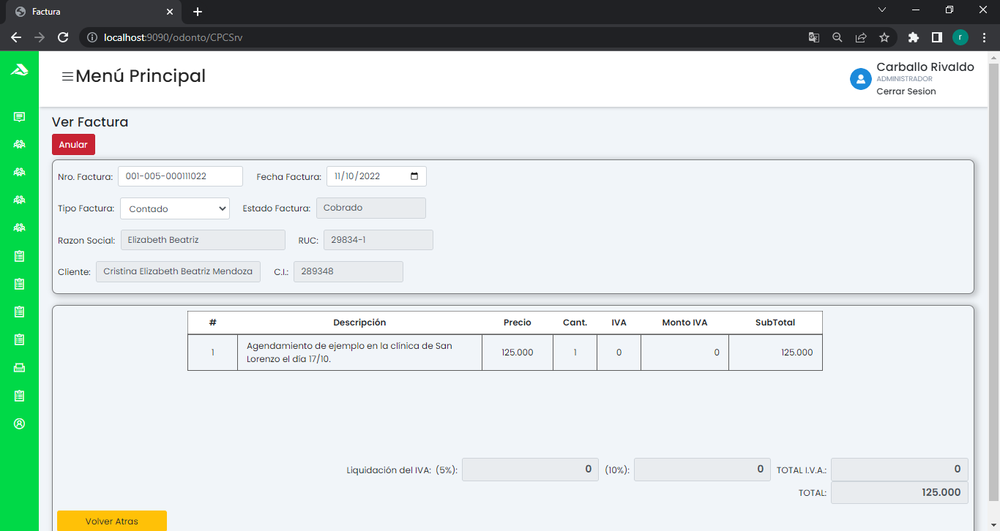 Factura
localhost:9090/odonto/CPCSrv
r
Menú Principal
Carballo Rivaldo
ADMINISTRADOR
Cerrar Sesion
Ver Factura
Anular
Nro. Factura: 001-005-000111022 Fecha Factura: 11/10/2022
Tipo Factura: Contado Estado Factura: Cobrado
Razon Social: Elizabeth Beatriz RUC: 29834-1
Cliente: Cristina Elizabeth Beatriz Mendoza C.I.: 289348
# Descripción Precio Cant. IVA Monto IVA SubTotal
1 Agendamiento de ejemplo en la clínica de San Lorenzo el día 17/10. 125.000 1 0 0 125.000
Liquidación del IVA: (5%): 0 (10%): 0 TOTAL I.V.A.: 0
TOTAL: 125.000
Volver Atras